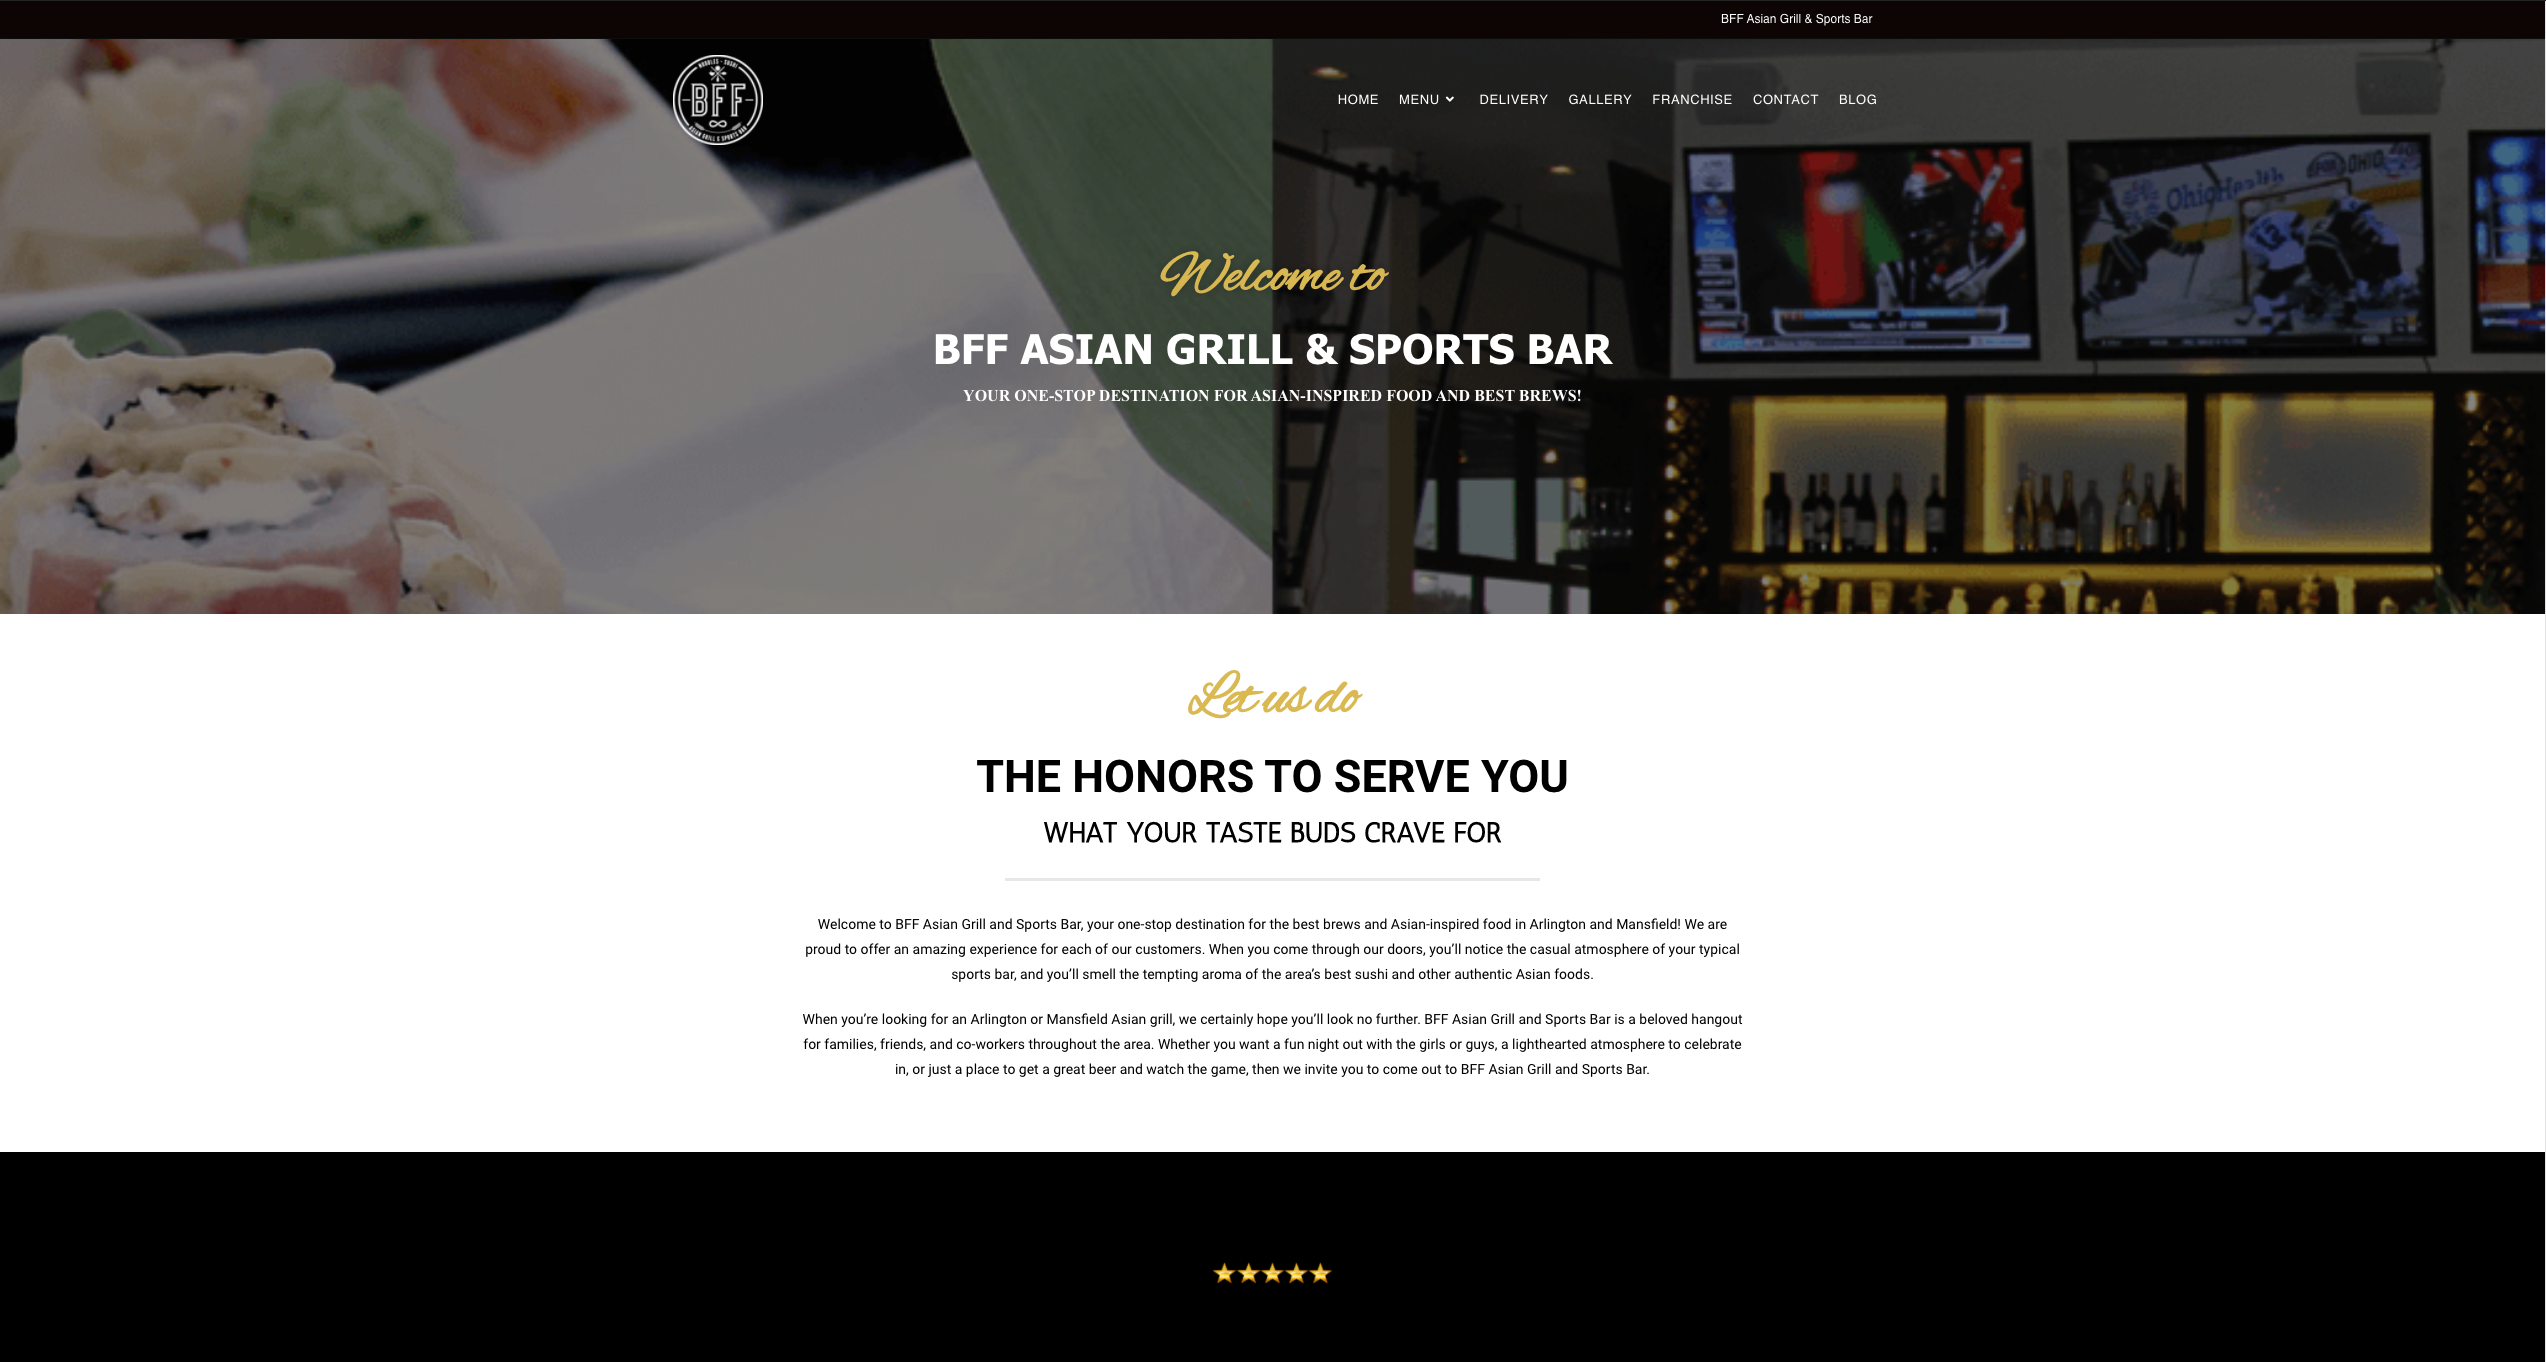 BFF Asian Grill & Sports Bar
NOODLES - SUSHI
BFF
ASIAN GRILL & SPORTS BAR
HOME MENU DELIVERY GALLERY FRANCHISE CONTACT BLOG
OhioHealth
OHIO
Welcome to
BFF ASIAN GRILL & SPORTS BAR
YOUR ONE-STOP DESTINATION FOR ASIAN-INSPIRED FOOD AND BEST BREWS!
Let us do
THE HONORS TO SERVE YOU
WHAT YOUR TASTE BUDS CRAVE FOR
Welcome to BFF Asian Grill and Sports Bar, your one-stop destination for the best brews and Asian-inspired food in Arlington and Mansfield! We are
proud to offer an amazing experience for each of our customers. When you come through our doors, you’ll notice the casual atmosphere of your typical
sports bar, and you’ll smell the tempting aroma of the area’s best sushi and other authentic Asian foods.
When you’re looking for an Arlington or Mansfield Asian grill, we certainly hope you’ll look no further. BFF Asian Grill and Sports Bar is a beloved hangout
for families, friends, and co-workers throughout the area. Whether you want a fun night out with the girls or guys, a lighthearted atmosphere to celebrate
in, or just a place to get a great beer and watch the game, then we invite you to come out to BFF Asian Grill and Sports Bar.